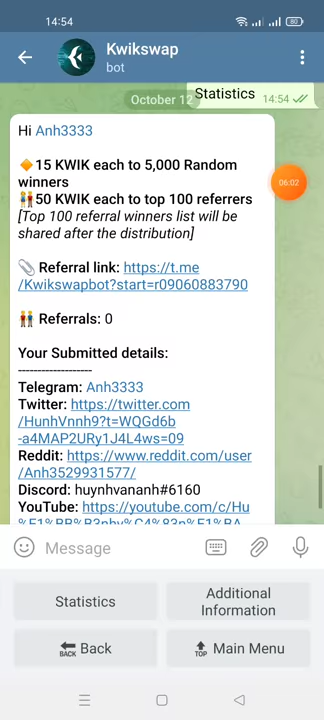 14:54
80
Kwikswap
bot
Statistics
14:54
October 12
Hi Anh3333
15 KWIK each to 5,000 Random
winners
50 KWIK each to top 100 referrers
[Top 100 referral winners list will be
shared after the distribution]
06:02
Referral link: https://t.me
/Kwikswapbot?start=r09060883790
Referrals: 0
Your Submitted details:
-------------------
Telegram: Anh3333
Twitter: https://twitter.com
/HunhVnnh9?t=WQGd6b
-a4MAP2URy1J4L4ws=09
Reddit: https://www.reddit.com/user
/Anh3529931577/
Discord: huynhvananh#6160
YouTube: https://youtube.com/c/Hu
Message
Statistics
Additional
Information
BACK Back
TOP Main Menu